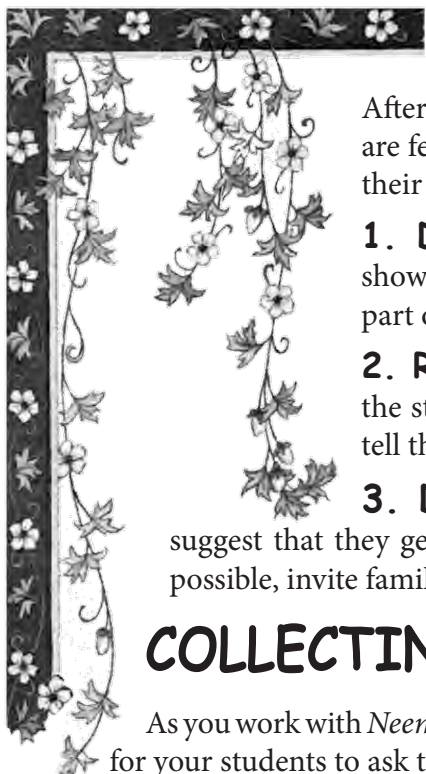 After
are fe
their
1. D
show
part o
2. R
the st
tell th
3. D
suggest that they ge
possible, invite famil
COLLECTIN
As you work with Neen
for your students to ask t